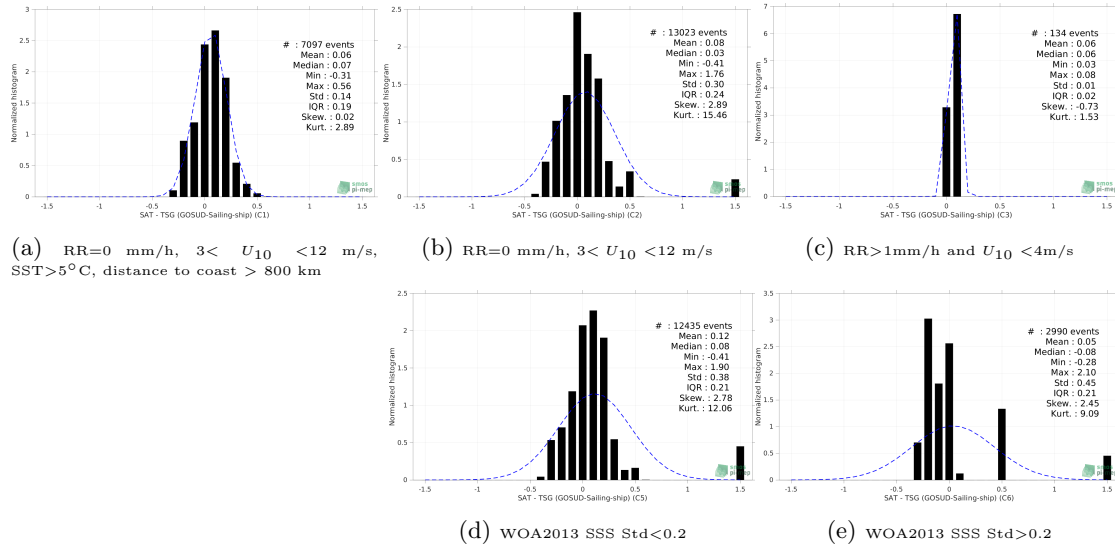 3
2.5
2
1.5
1
0.5
0
Normalized histogram
# : 7097 events
Mean : 0.06
Median : 0.07
Min : -0.31
Max : 0.56
Std : 0.14
IQR : 0.19
Skew. : 0.02
Kurt. : 2.89
smos
pi-mep
-1.5 -1 -0.5 0 0.5 1 1.5
SAT - TSG (GOSUD-Sailing-ship) (C1)
(a) RR=0 mm/h, 3< U10 <12 m/s,
SST>5°C, distance to coast > 800 km
2.5
2
1.5
1
0.5
0
Normalized histogram
# : 13023 events
Mean : 0.08
Median : 0.03
Min : -0.41
Max : 1.76
Std : 0.30
IQR : 0.24
Skew. : 2.89
Kurt. : 15.46
smos
pi-mep
-1.5 -1 -0.5 0 0.5 1 1.5
SAT - TSG (GOSUD-Sailing-ship) (C2)
(b) RR=0 mm/h, 3< U10 <12 m/s
7
6
5
4
3
2
1
0
Normalized histogram
# : 134 events
Mean : 0.06
Median : 0.06
Min : 0.03
Max : 0.08
Std : 0.01
IQR : 0.02
Skew. : -0.73
Kurt. : 1.53
smos
pi-mep
-1.5 -1 -0.5 0 0.5 1 1.5
SAT - TSG (GOSUD-Sailing-ship) (C3)
(c) RR>1mm/h and U10 <4m/s
2.5
2
1.5
1
0.5
0
Normalized histogram
# : 12435 events
Mean : 0.12
Median : 0.08
Min : -0.41
Max : 1.90
Std : 0.38
IQR : 0.21
Skew. : 2.78
Kurt. : 12.06
smos
pi-mep
-1.5 -1 -0.5 0 0.5 1 1.5
SAT - TSG (GOSUD-Sailing-ship) (C5)
(d) WOA2013 SSS Std<0.2
3.5
3
2.5
2
1.5
1
0.5
0
Normalized histogram
# : 2990 events
Mean : 0.05
Median : -0.08
Min : -0.28
Max : 2.10
Std : 0.45
IQR : 0.21
Skew. : 2.45
Kurt. : 9.09
smos
pi-mep
-1.5 -1 -0.5 0 0.5 1 1.5
SAT - TSG (GOSUD-Sailing-ship) (C6)
(e) WOA2013 SSS Std>0.2